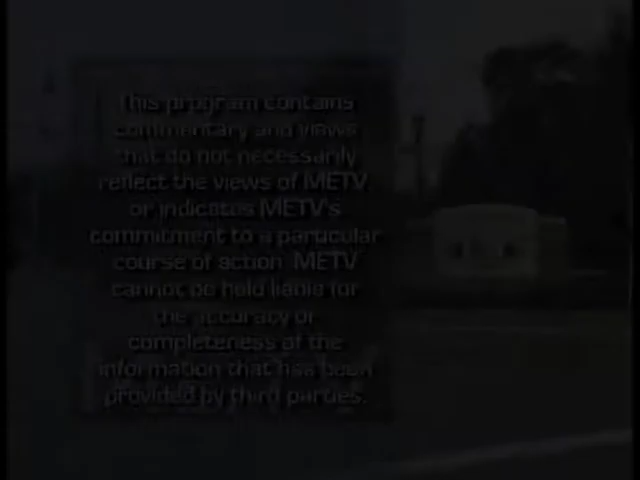 This program contains
commentary and views
that do not necessarily
reflect the views of METV
or indicates METV's
commitment to a particular
course of action. METV
cannot be held liable for
the accuracy or
completeness of the
information that has been
provided by third parties.